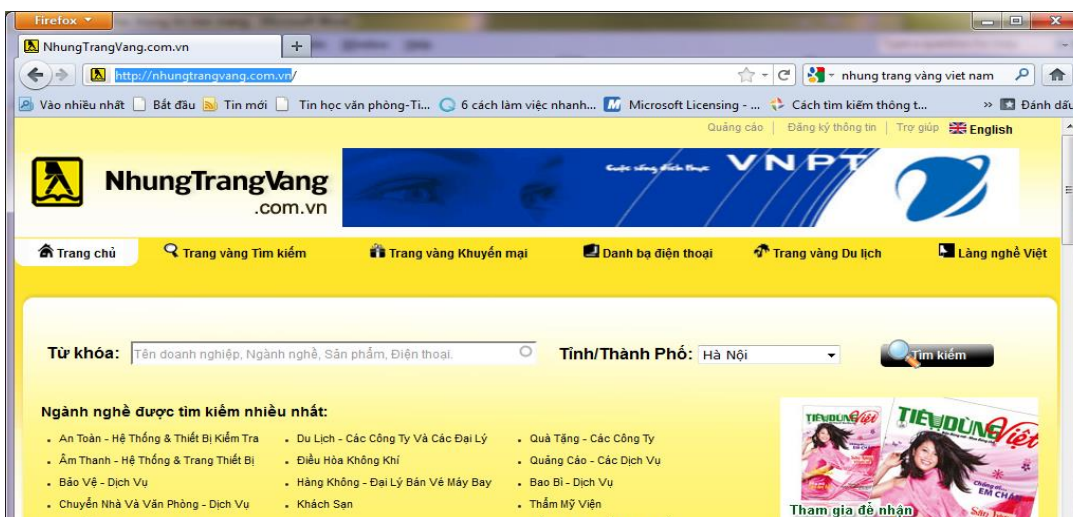 Firefox
NhungTrangVang.com.vn
http://nhungtrangvang.com.vn/
nhung trang vàng viet nam
Vào nhiều nhất Bắt đầu Tin mới Tin học văn phòng-Ti... 6 cách làm việc nhanh... Microsoft Licensing - ... Cách tìm kiếm thông t... » Đánh dấu
Quảng cáo | Đăng ký thông tin | Trợ giúp English
NhungTrangVang
.com.vn
Cuộc sống đích thực VNPT
Trang chủ Trang vàng Tìm kiếm Trang vàng Khuyến mại Danh bạ điện thoại Trang vàng Du lịch Làng nghề Việt
Từ khóa: Tên doanh nghiệp, Ngành nghề, Sản phẩm, Điện thoại. Tỉnh/Thành Phố: Hà Nội Tìm kiếm
Ngành nghề được tìm kiếm nhiều nhất:
An Toàn - Hệ Thống & Thiết Bị Kiểm Tra Du Lịch - Các Công Ty Và Các Đại Lý Quà Tặng - Các Công Ty
Âm Thanh - Hệ Thống & Trang Thiết Bị Điều Hòa Không Khí Quảng Cáo - Các Dịch Vụ
Bảo Vệ - Dịch Vụ Hàng Không - Đại Lý Bán Vé Máy Bay Bao Bì - Dịch Vụ
Chuyển Nhà Và Văn Phòng - Dịch Vụ Khách Sạn Thẩm Mỹ Viện
TIÊUDÙNGViệt
TIÊUDÙNGViệt
EM CHÁY
Tham gia để nhận